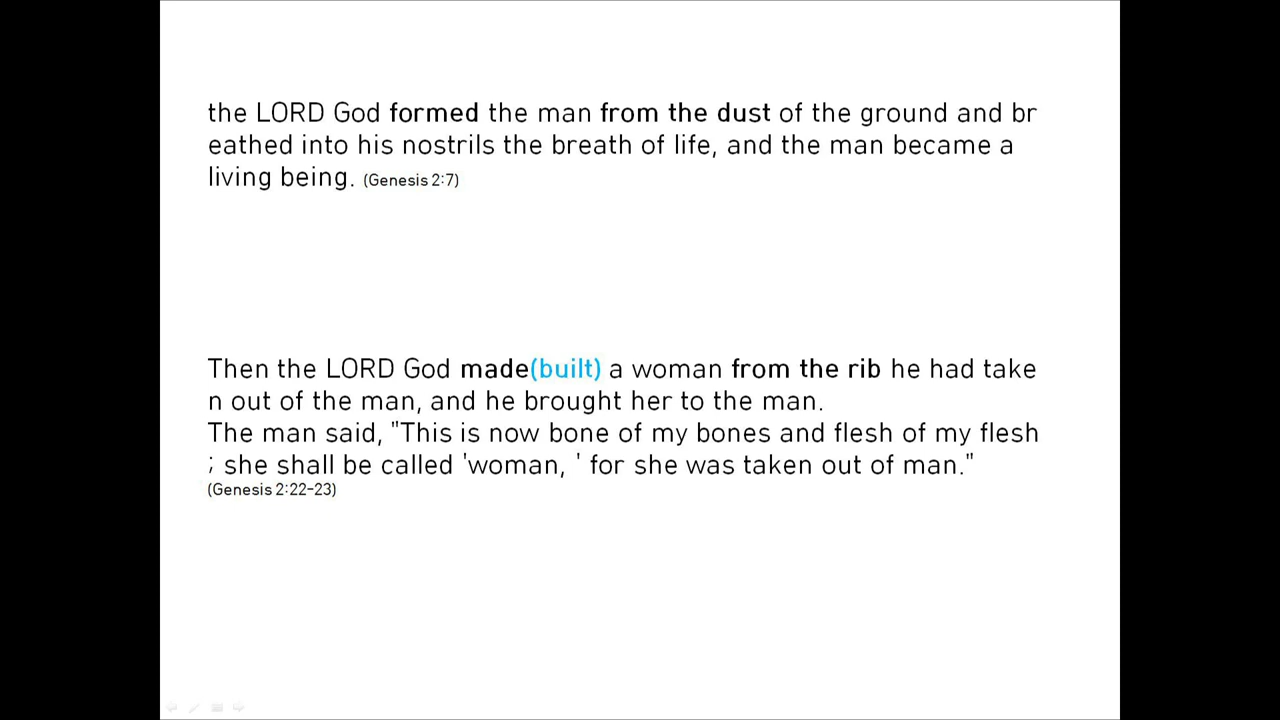 the LORD God formed the man from the dust of the ground and br
eathed into his nostrils the breath of life, and the man became a
living being. (Genesis 2:7)
Then the LORD God made(built) a woman from the rib he had take
n out of the man, and he brought her to the man.
The man said, "This is now bone of my bones and flesh of my flesh
; she shall be called 'woman, ' for she was taken out of man."
(Genesis 2:22-23)